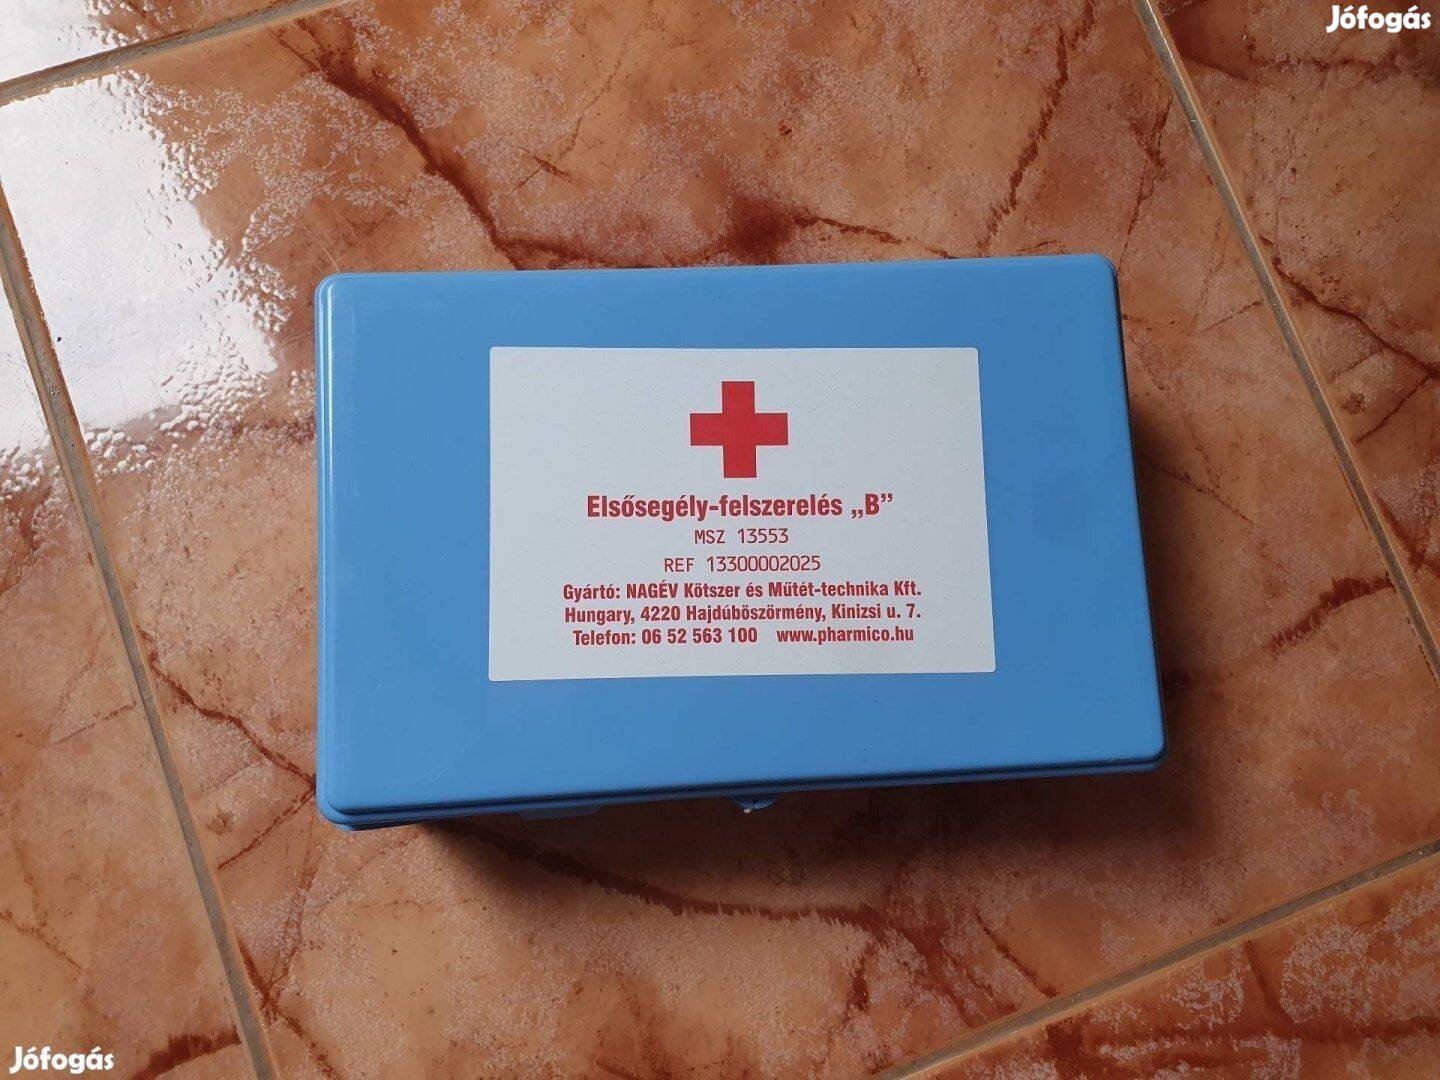 Jófogás
Elsősegély-felszerelés „B”
MSZ 13553
REF 13300002025
Gyártó: NAGÉV Kötszer és Műtét-technika Kft.
Hungary, 4220 Hajdúböszörmény, Kinizsi u. 7.
Telefon: 06 52 563 100 www.pharmico.hu
Jófogás